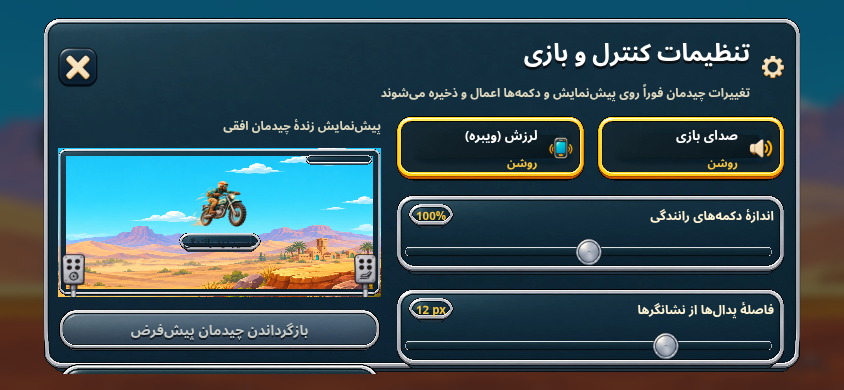 تنظیمات کنترل و بازی
تغییرات چیدمان فوراً روی پیش‌نمایش و دکمه‌ها اعمال و ذخیره می‌شوند
صدای بازی
روشن
لرزش (ویبره)
روشن
پیش‌نمایش زندهٔ چیدمان افقی
اندازهٔ دکمه‌های رانندگی
100%
فاصلهٔ پدال‌ها از نشانگرها
12 px
بازگرداندن چیدمان پیش‌فرض